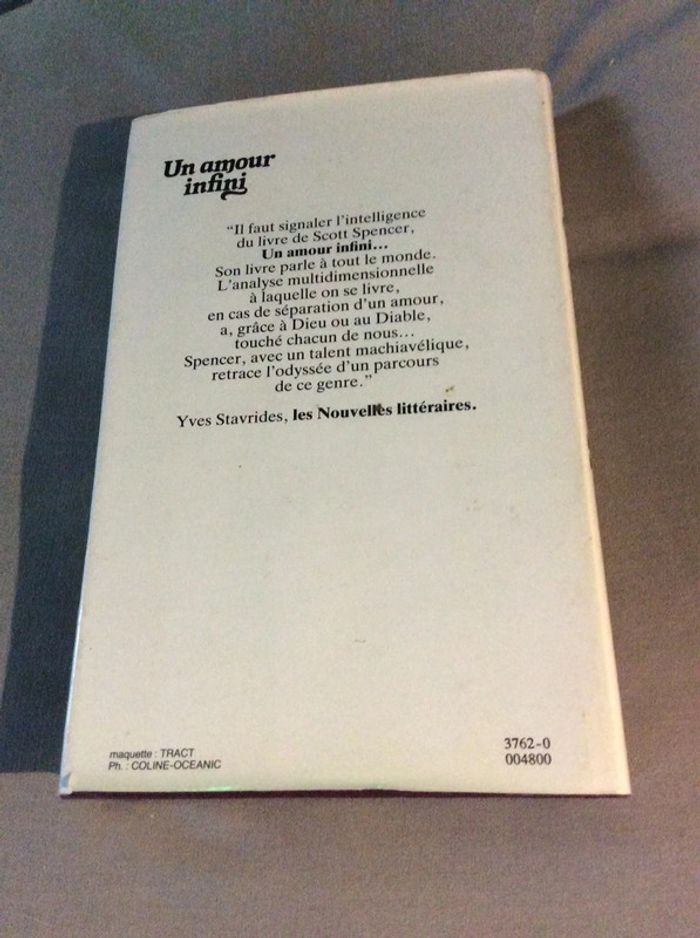 Un amour
infini
"Il faut signaler l'intelligence
du livre de Scott Spencer,
Un amour infini...
Son livre parle à tout le monde.
L'analyse multidimensionnelle
à laquelle on se livre,
en cas de séparation d'un amour,
a, grâce à Dieu ou au Diable,
touché chacun de nous...
Spencer, avec un talent machiavélique,
retrace l'odyssée d'un parcours
de ce genre."
Yves Stavrides, les Nouvelles littéraires.
maquette : TRACT
Ph. : COLINE-OCEANIC
3762-0
004800